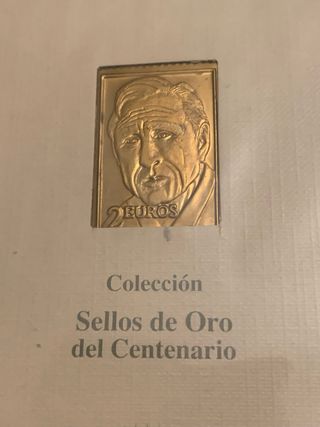 2 EUROS
Colección
Sellos de Oro
del Centenario